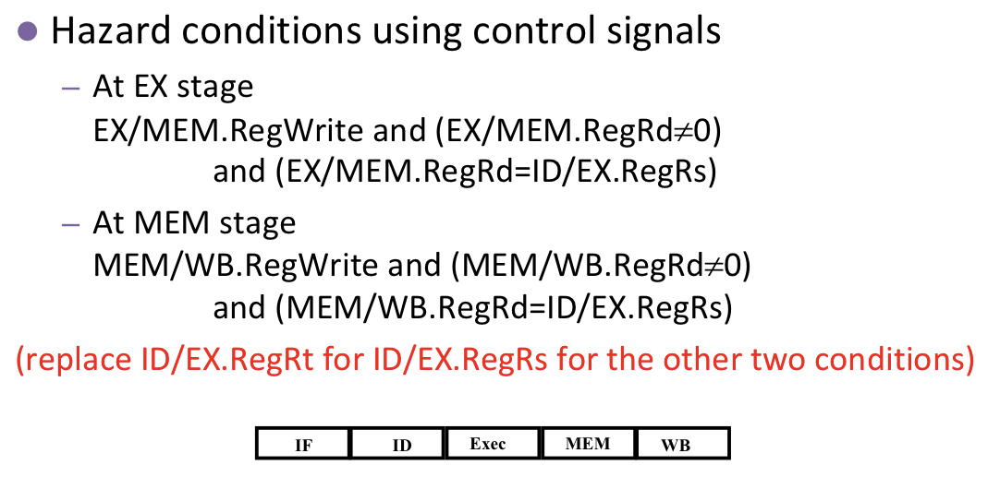 ● Hazard conditions using control signals
– At EX stage
EX/MEM.RegWrite and (EX/MEM.RegRd≠0)
and (EX/MEM.RegRd=ID/EX.RegRs)
– At MEM stage
MEM/WB.RegWrite and (MEM/WB.RegRd≠0)
and (MEM/WB.RegRd=ID/EX.RegRs)
(replace ID/EX.RegRt for ID/EX.RegRs for the other two conditions)
IF ID Exec MEM WB